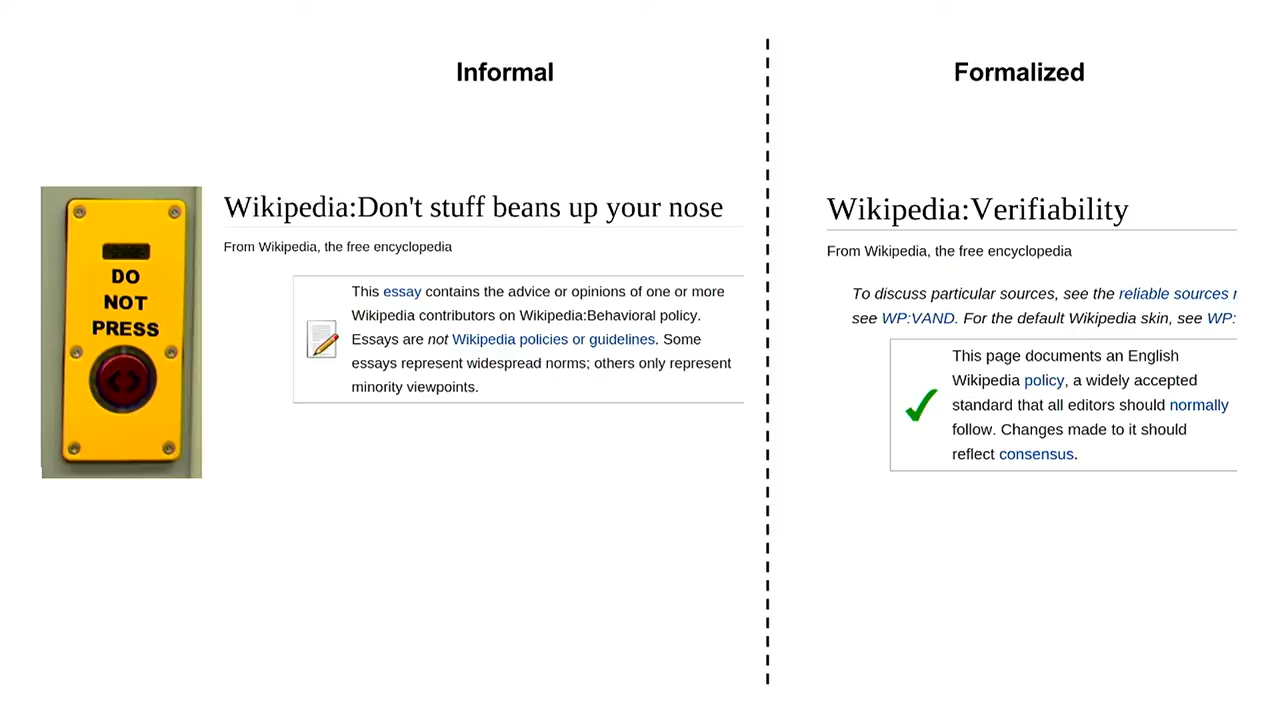 Informal
Formalized
DO
NOT
PRESS
Wikipedia:Don't stuff beans up your nose
From Wikipedia, the free encyclopedia
This essay contains the advice or opinions of one or more
Wikipedia contributors on Wikipedia:Behavioral policy.
Essays are not Wikipedia policies or guidelines. Some
essays represent widespread norms; others only represent
minority viewpoints.
Wikipedia:Verifiability
From Wikipedia, the free encyclopedia
To discuss particular sources, see the reliable sources
see WP:VAND. For the default Wikipedia skin, see WP:
This page documents an English
Wikipedia policy, a widely accepted
standard that all editors should normally
follow. Changes made to it should
reflect consensus.